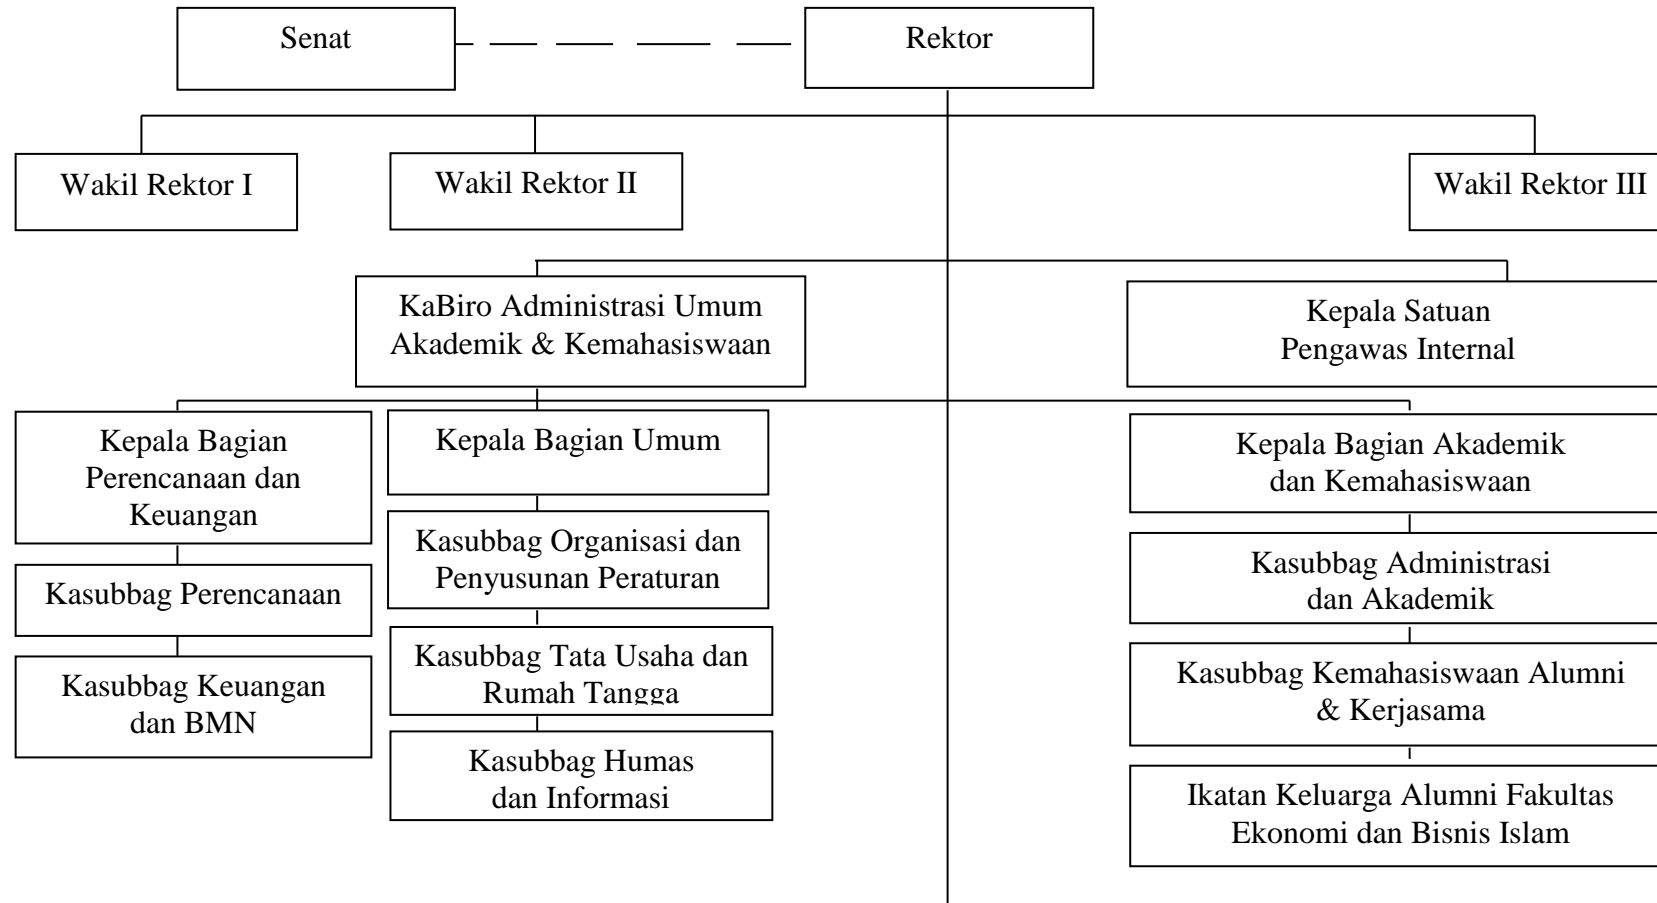 Senat
Rektor
Wakil Rektor I
Wakil Rektor II
Wakil Rektor III
KaBiro Administrasi Umum
Akademik & Kemahasiswaan
Kepala Satuan
Pengawas Internal
Kepala Bagian
Perencanaan dan
Keuangan
Kasubbag Perencanaan
Kasubbag Keuangan
dan BMN
Kepala Bagian Umum
Kasubbag Organisasi dan
Penyusunan Peraturan
Kasubbag Tata Usaha dan
Rumah Tangga
Kasubbag Humas
dan Informasi
Kepala Bagian Akademik
dan Kemahasiswaan
Kasubbag Administrasi
dan Akademik
Kasubbag Kemahasiswaan Alumni
& Kerjasama
Ikatan Keluarga Alumni Fakultas
Ekonomi dan Bisnis Islam